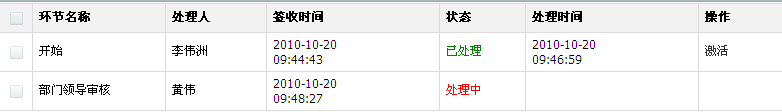 环节名称 处理人 签收时间 状态 处理时间 操作
开始 李伟洲 2010-10-20 09:44:43 已处理 2010-10-20 09:46:59 激活
部门领导审核 黄伟 2010-10-20 09:48:27 处理中